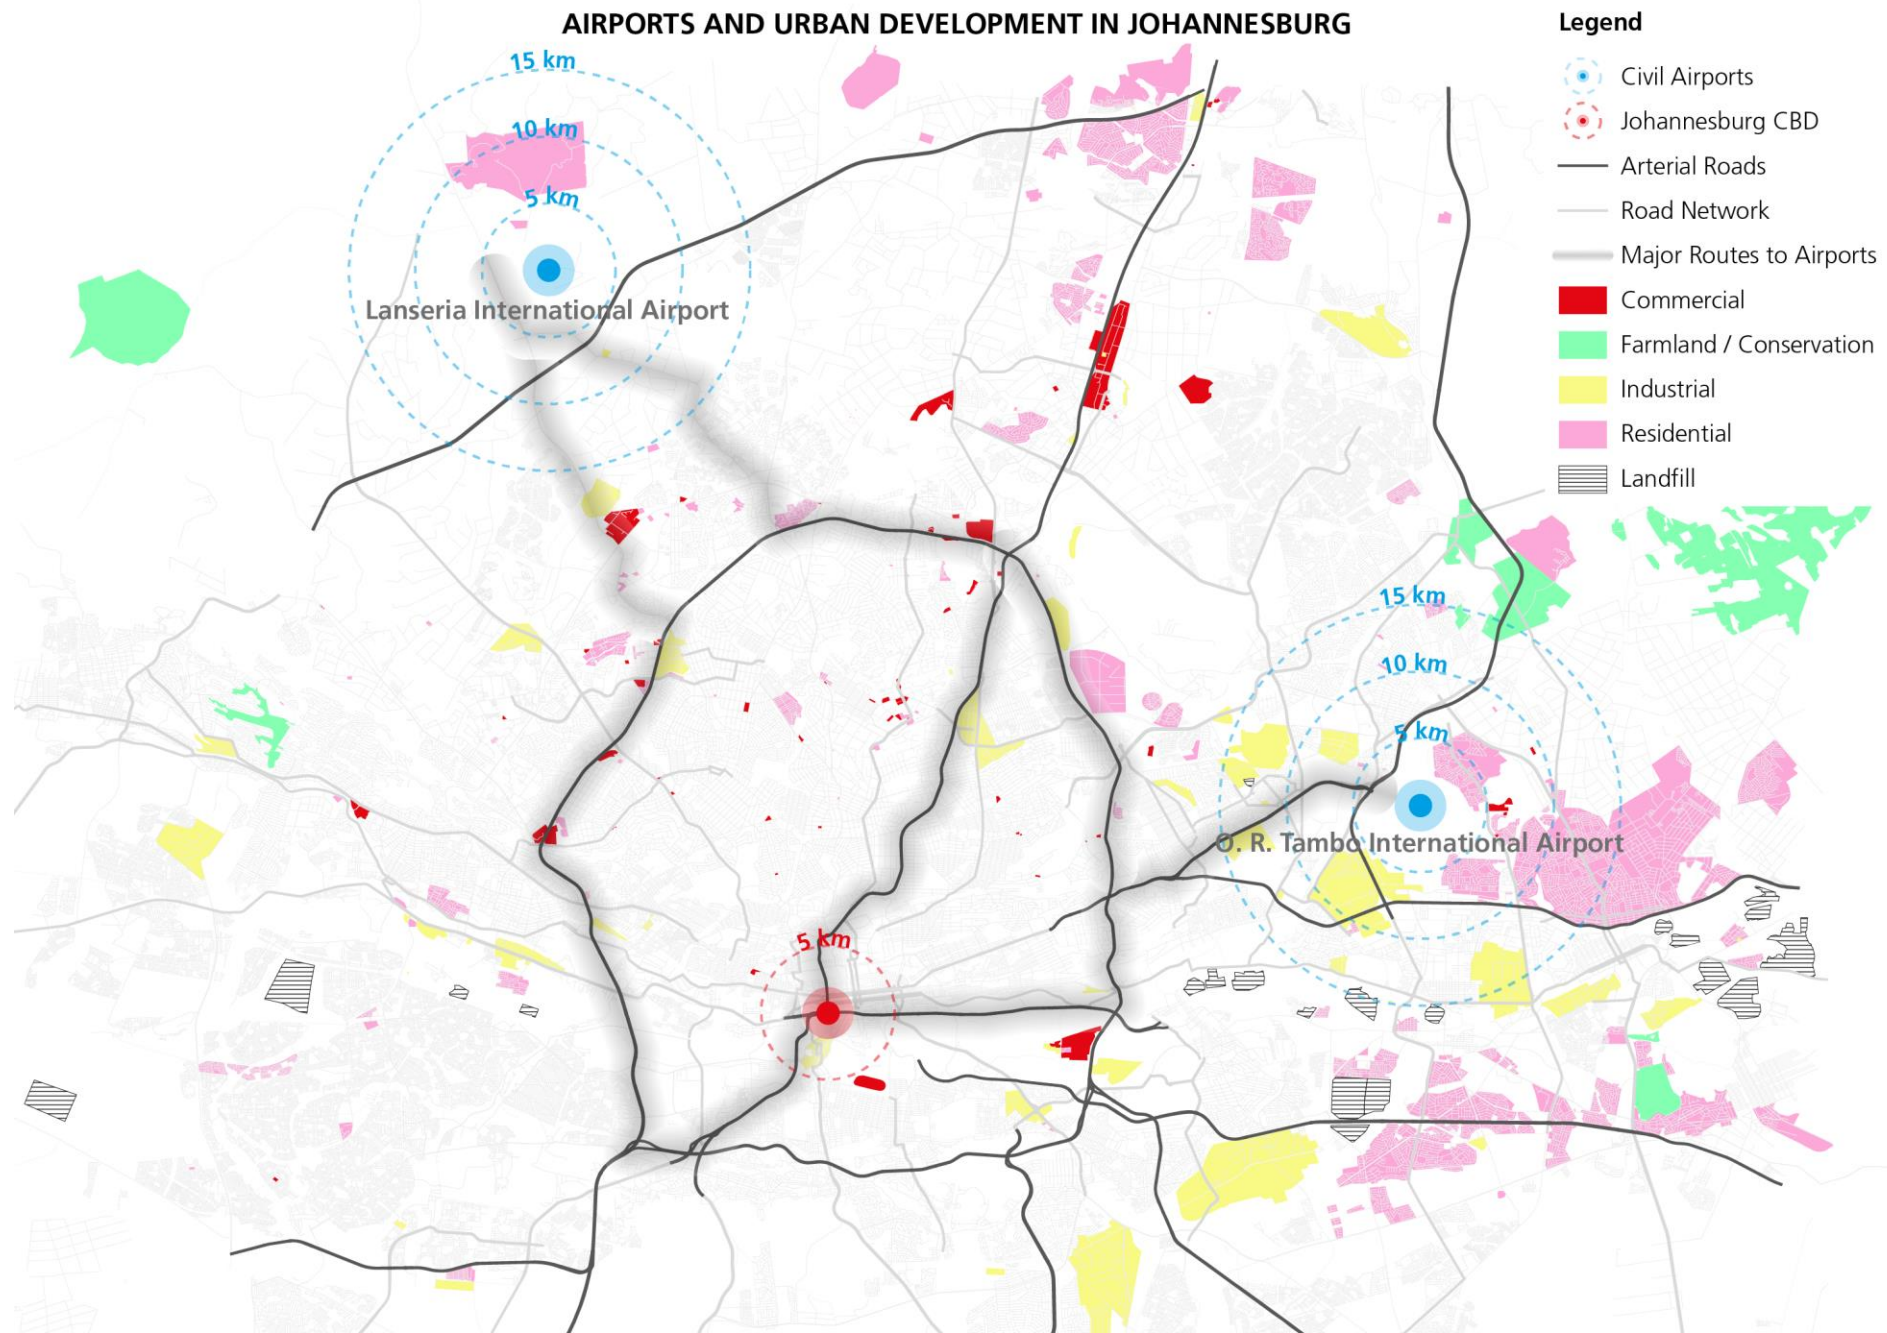 AIRPORTS AND URBAN DEVELOPMENT IN JOHANNESBURG
Legend
Civil Airports
Johannesburg CBD
Arterial Roads
Road Network
Major Routes to Airports
Commercial
Farmland / Conservation
Industrial
Residential
Landfill
15 km
10 km
5 km
Lanseria International Airport
15 km
10 km
5 km
O. R. Tambo International Airport
5 km